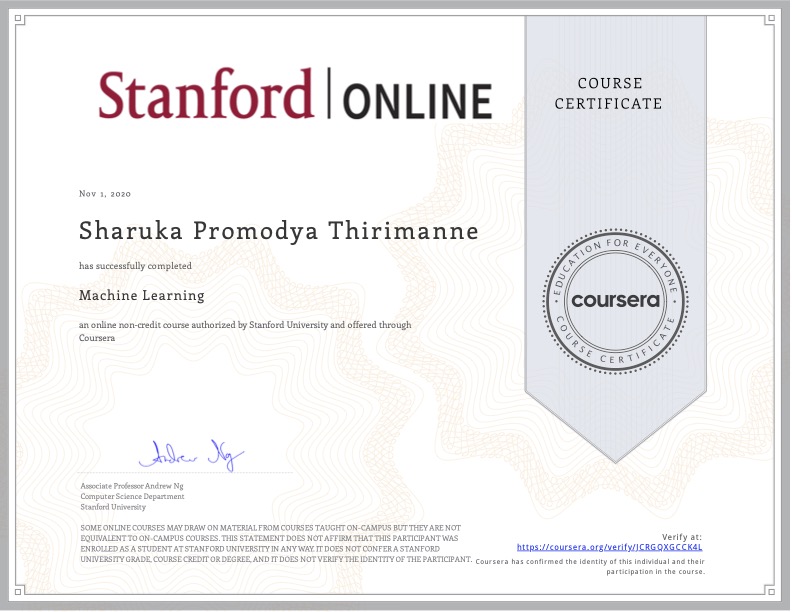 Stanford | ONLINE
COURSE
CERTIFICATE
Nov 1, 2020
Sharuka Promodya Thirimanne
has successfully completed
Machine Learning
an online non-credit course authorized by Stanford University and offered through
Coursera
EDUCATION FOR EVERYONE
coursera
COURSE CERTIFICATE
Andrew Ng
Associate Professor Andrew Ng
Computer Science Department
Stanford University
SOME ONLINE COURSES MAY DRAW ON MATERIAL FROM COURSES TAUGHT ON-CAMPUS BUT THEY ARE NOT
EQUIVALENT TO ON-CAMPUS COURSES. THIS STATEMENT DOES NOT AFFIRM THAT THIS PARTICIPANT WAS
ENROLLED AS A STUDENT AT STANFORD UNIVERSITY IN ANY WAY. IT DOES NOT CONFER A STANFORD
UNIVERSITY GRADE, COURSE CREDIT OR DEGREE, AND IT DOES NOT VERIFY THE IDENTITY OF THE PARTICIPANT.
Verify at:
https://coursera.org/verify/JCRGQXGCCK4L
Coursera has confirmed the identity of this individual and their
participation in the course.